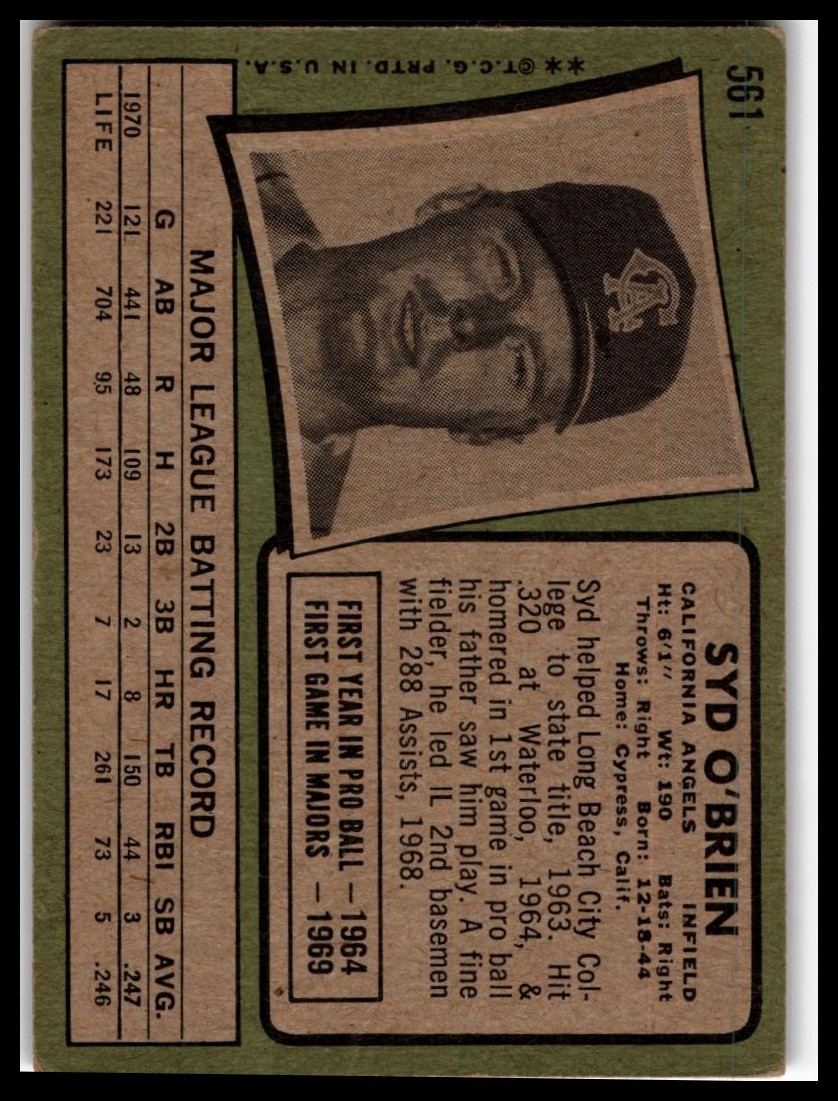 561
SYD O'BRIEN
CALIFORNIA ANGELS INFIELD
Ht: 6'1" Wt: 190 Bats: Right
Throws: Right Born: 12-18-44
Home: Cypress, Calif.
Syd helped Long Beach City Col-
lege to state title, 1963. Hit
.320 at Waterloo, 1964, &
homered in 1st game in pro ball
his father saw him play. A fine
fielder, he led IL 2nd basemen
with 288 Assists, 1968.
FIRST YEAR IN PRO BALL —1964
FIRST GAME IN MAJORS —1969
CA
MAJOR LEAGUE BATTING RECORD
G AB R H 2B 3B HR TB RBI SB AVG.
1970 121 441 48 109 13 2 8 150 44 3 .247
LIFE 221 704 95 173 23 7 17 261 73 5 .246
**©T.C.G. PRTD. IN U.S.A.